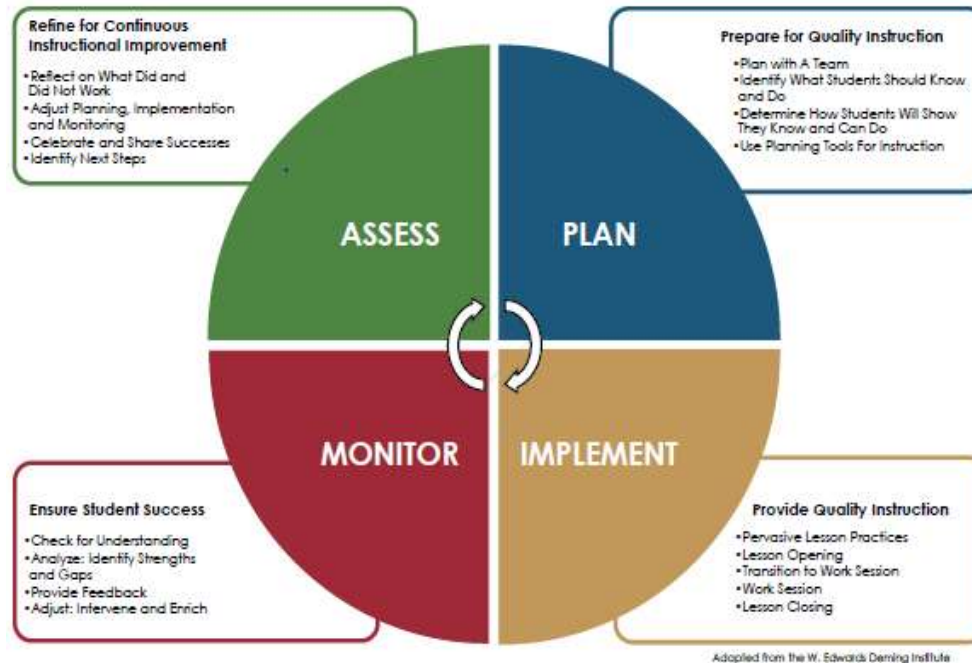 Refine for Continuous
Instructional Improvement
•Reflect on What Did and
Did Not Work
•Adjust Planning, Implementation
and Monitoring
•Celebrate and Share Successes
•Identify Next Steps
Prepare for Quality Instruction
•Plan with A Team
•Identify What Students Should Know
and Do
•Determine How Students Will Show
They Know and Can Do
•Use Planning Tools For Instruction
ASSESS
PLAN
MONITOR
IMPLEMENT
Ensure Student Success
•Check for Understanding
•Analyze: Identify Strengths
and Gaps
•Provide Feedback
•Adjust: Intervene and Enrich
Provide Quality Instruction
•Pervasive Lesson Practices
•Lesson Opening
•Transition to Work Session
•Work Session
•Lesson Closing
Adapted from the W. Edwards Deming Institute